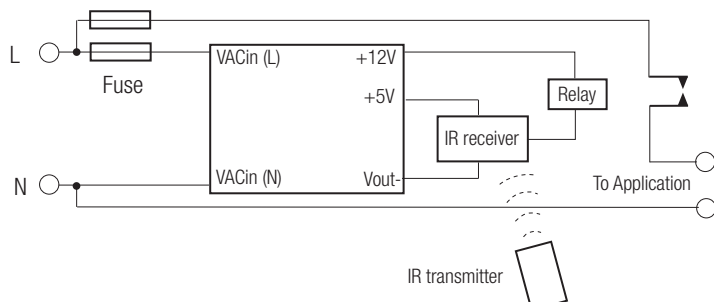 L
Fuse
VACin (L)
+12V
+5V
Relay
IR receiver
N
VACin (N)
Vout-
To Application
IR transmitter